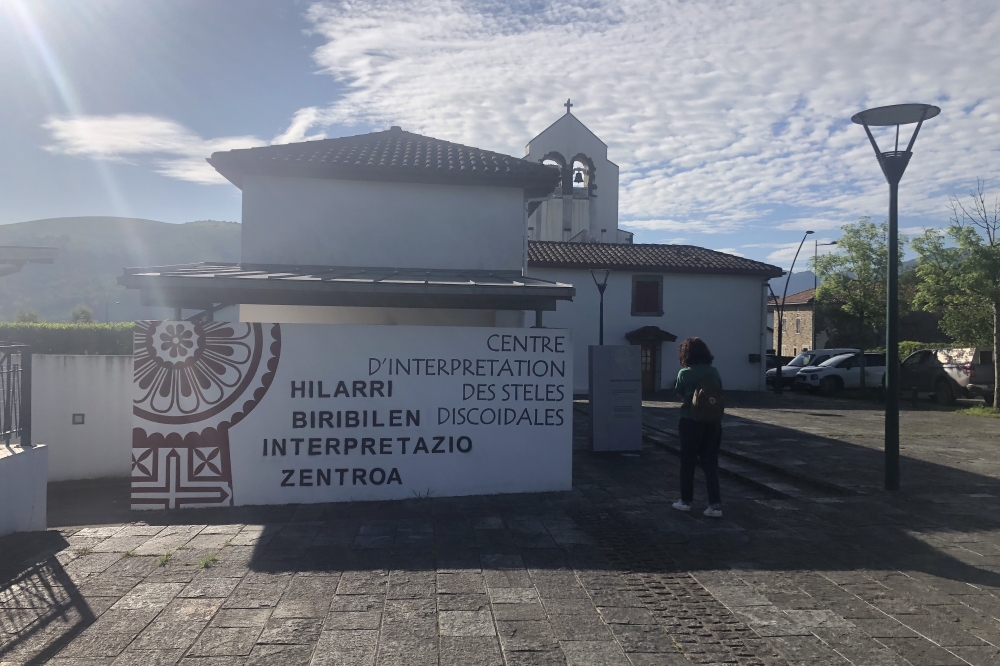 CENTRE
D'INTERPRETATION
DES STELES
DISCOIDALES
HILARRI
BIRIBILEN
INTERPRETAZIO
ZENTROA